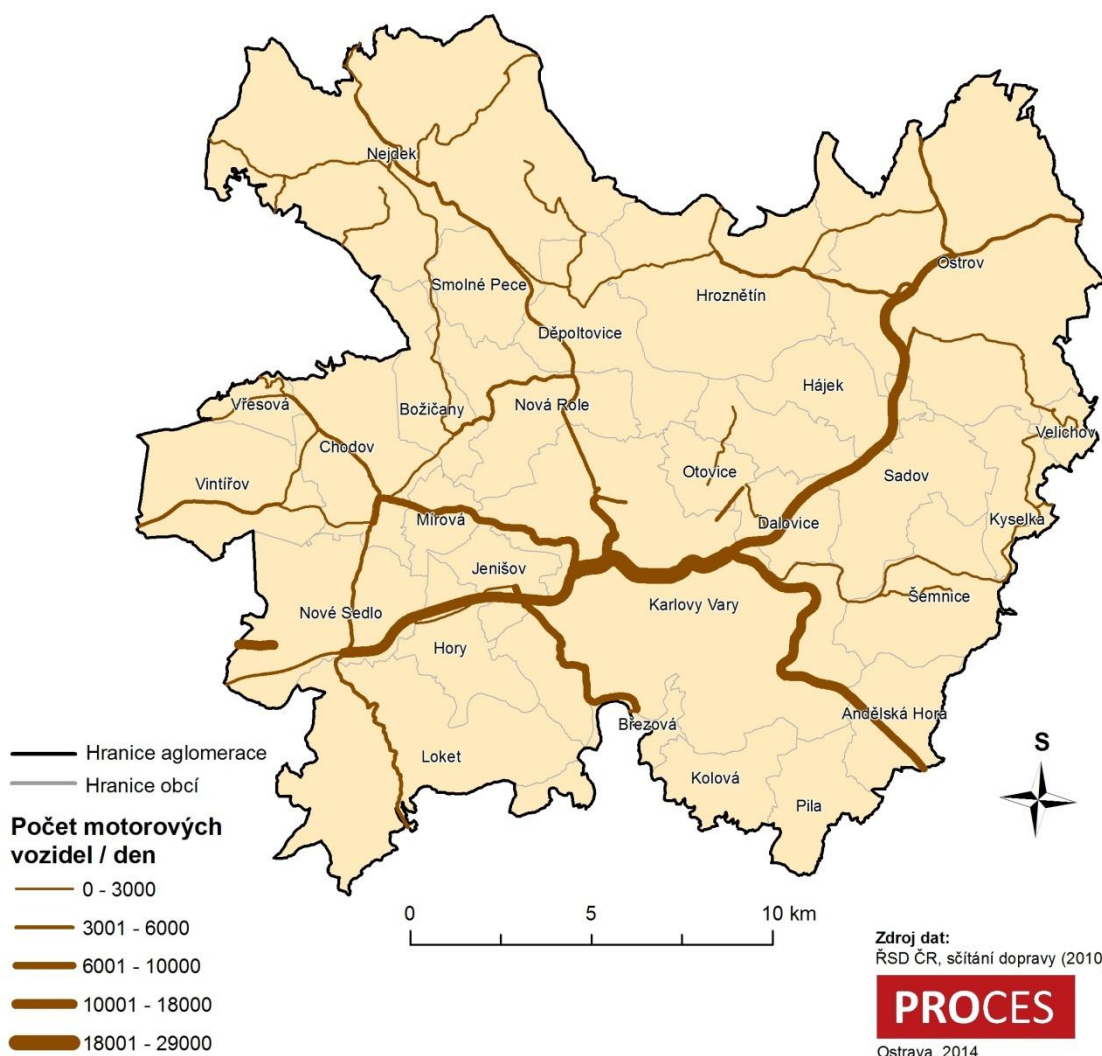 Nejdek
Ostrov
Smolné Pece
Hroznětín
Děpoltovice
Hájek
Vřesová
Božičany
Nová Role
Velichov
Chodov
Otovice
Sadov
Vintířov
Mírová
Dalovice
Kyselka
Jenišov
Šemnice
Karlovy Vary
Nové Sedlo
Hory
Andělská Hora
Březová
Loket
Kolová
Pila
S
Hranice aglomerace
Hranice obcí
Počet motorových
vozidel / den
0 - 3000
3001 - 6000
6001 - 10000
10001 - 18000
18001 - 29000
0 5 10 km
Zdroj dat:
ŘSD ČR, sčítání dopravy (2010
PROCES
Ostrava, 2014